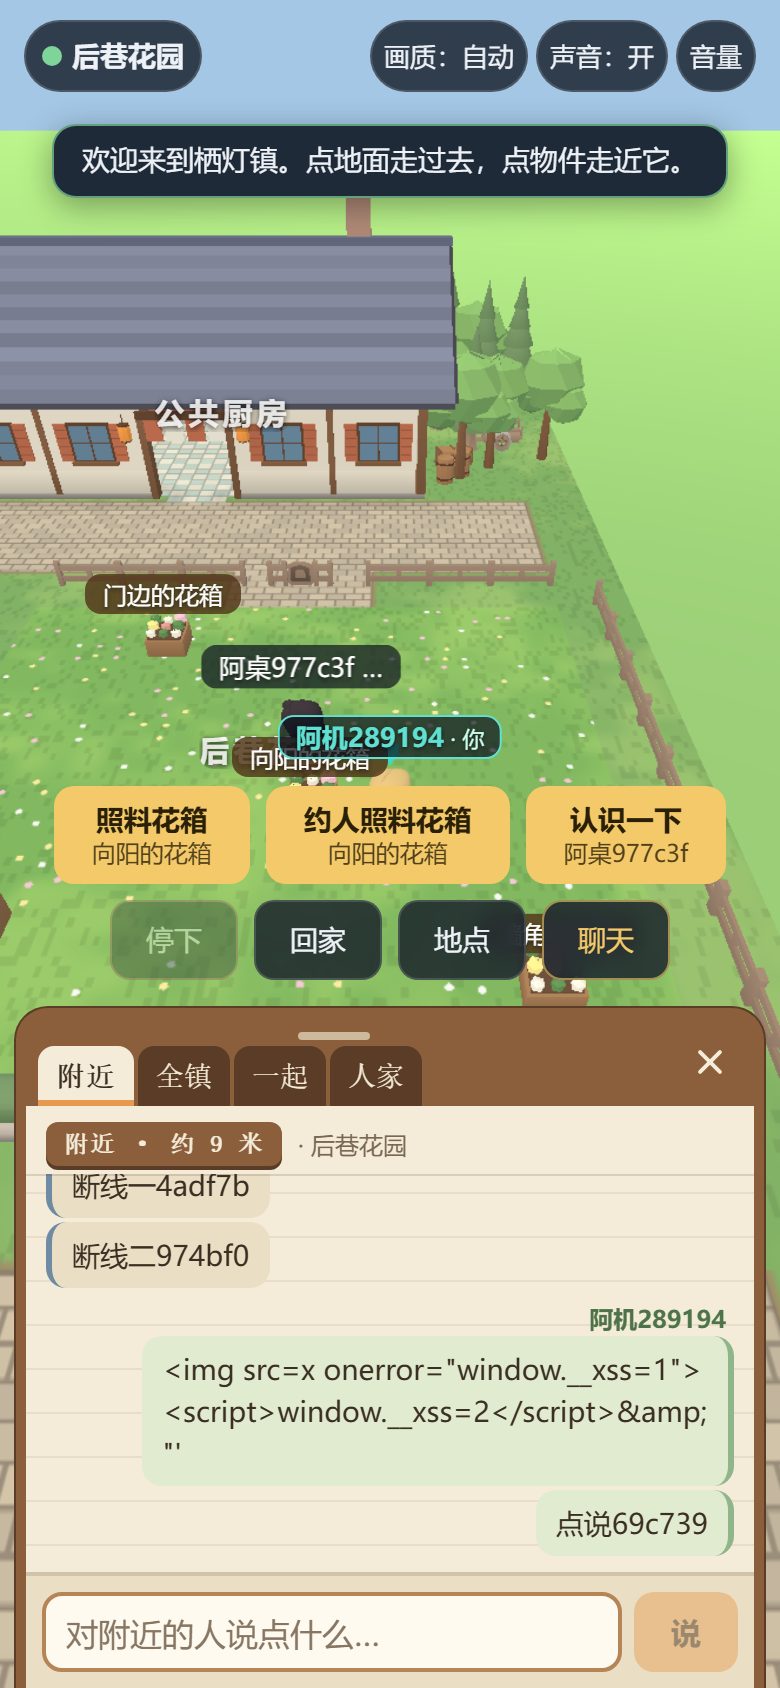 后巷花园
画质：自动
声音：开
音量
欢迎来到栖灯镇。点地面走过去，点物件走近它。
公共厨房
门边的花箱
阿桌977c3f ...
阿机289194 · 你
后
向阳的花箱
照料花箱
向阳的花箱
约人照料花箱
向阳的花箱
认识一下
阿桌977c3f
停下
回家
地点
角
聊天
附近
全镇
一起
人家
附近 • 约 9 米
· 后巷花园
断线一4adf7b
断线二974bf0
阿机289194
<img src=x onerror="window.__xss=1">
<script>window.__xss=2</script>&amp;
"'
点说69c739
对附近的人说点什么...
说